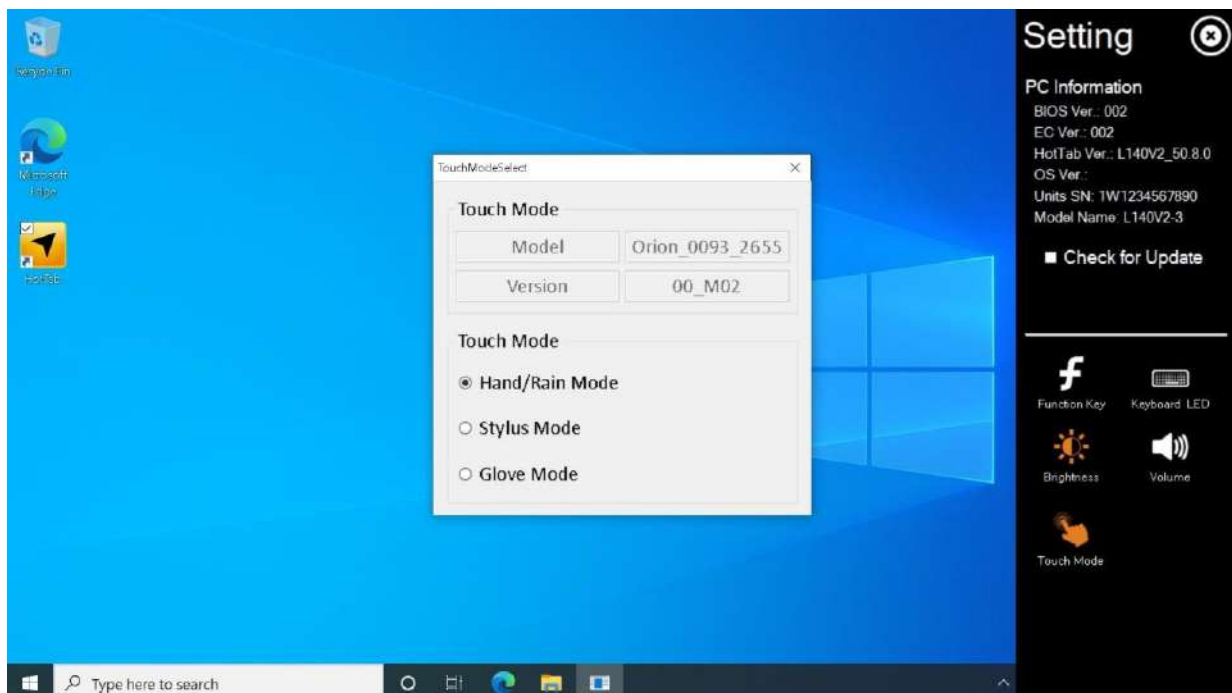 Recycle Bin
Microsoft
Edge
HotTab
TouchModeSelect
Touch Mode
Model
Orion_0093_2655
Version
00_M02
Touch Mode
Hand/Rain Mode
Stylus Mode
Glove Mode
Setting
PC Information
BIOS Ver.: 002
EC Ver.: 002
HotTab Ver.: L140V2_50.8.0
OS Ver.:
Units SN: 1W1234567890
Model Name: L140V2-3
Check for Update
Function Key
Keyboard LED
Brightness
Volume
Touch Mode
Type here to search